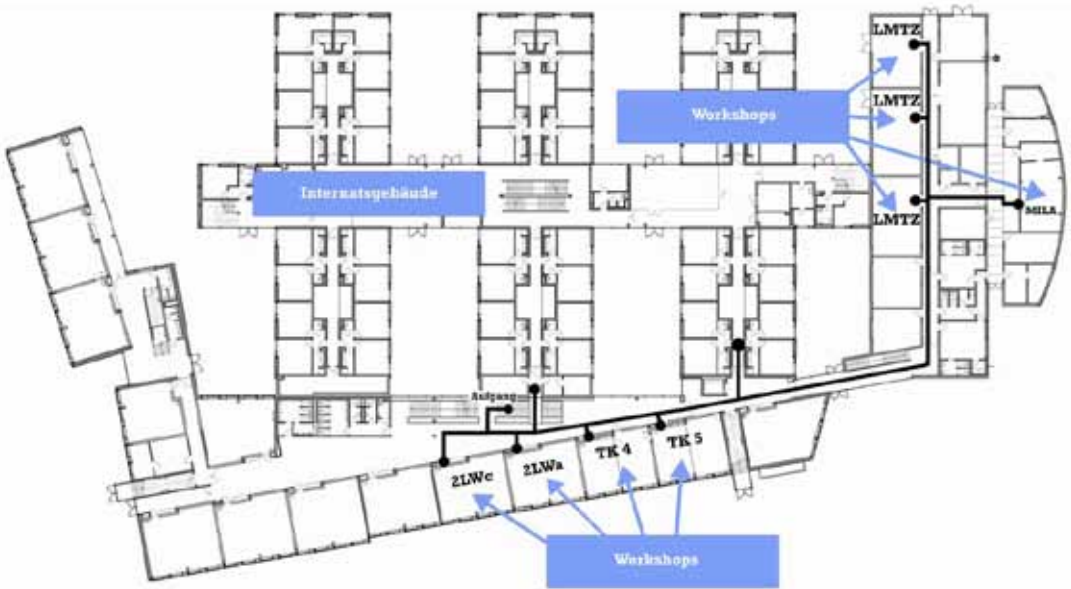 LMTZ
LMTZ
Workshops
Internatsgebäude
LMTZ
MILA
Aufgang
2LWc
2LWa
TK 4
TK 5
Workshops